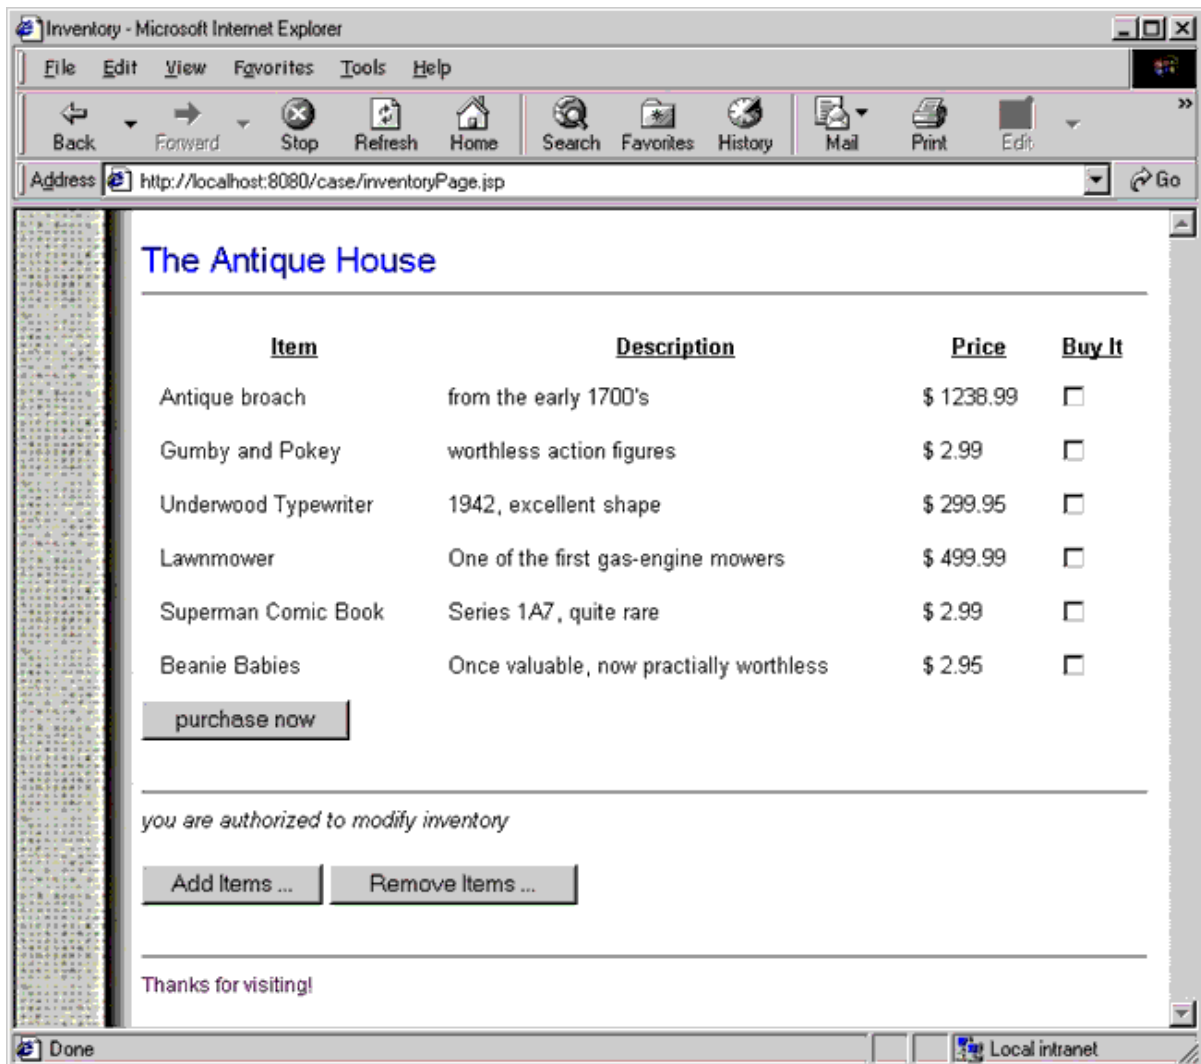 Inventory - Microsoft Internet Explorer
File Edit View Favorites Tools Help
Back Forward Stop Refresh Home Search Favorites History Mail Print Edit »
Address http://localhost:8080/case/inventoryPage.jsp Go
The Antique House
Item Description Price Buy It
Antique broach from the early 1700's $ 1238.99
Gumby and Pokey worthless action figures $ 2.99
Underwood Typewriter 1942, excellent shape $ 299.95
Lawnmower One of the first gas-engine mowers $ 499.99
Superman Comic Book Series 1A7, quite rare $ 2.99
Beanie Babies Once valuable, now practially worthless $ 2.95
purchase now
you are authorized to modify inventory
Add Items ... Remove Items ...
Thanks for visiting!
Done Local intranet